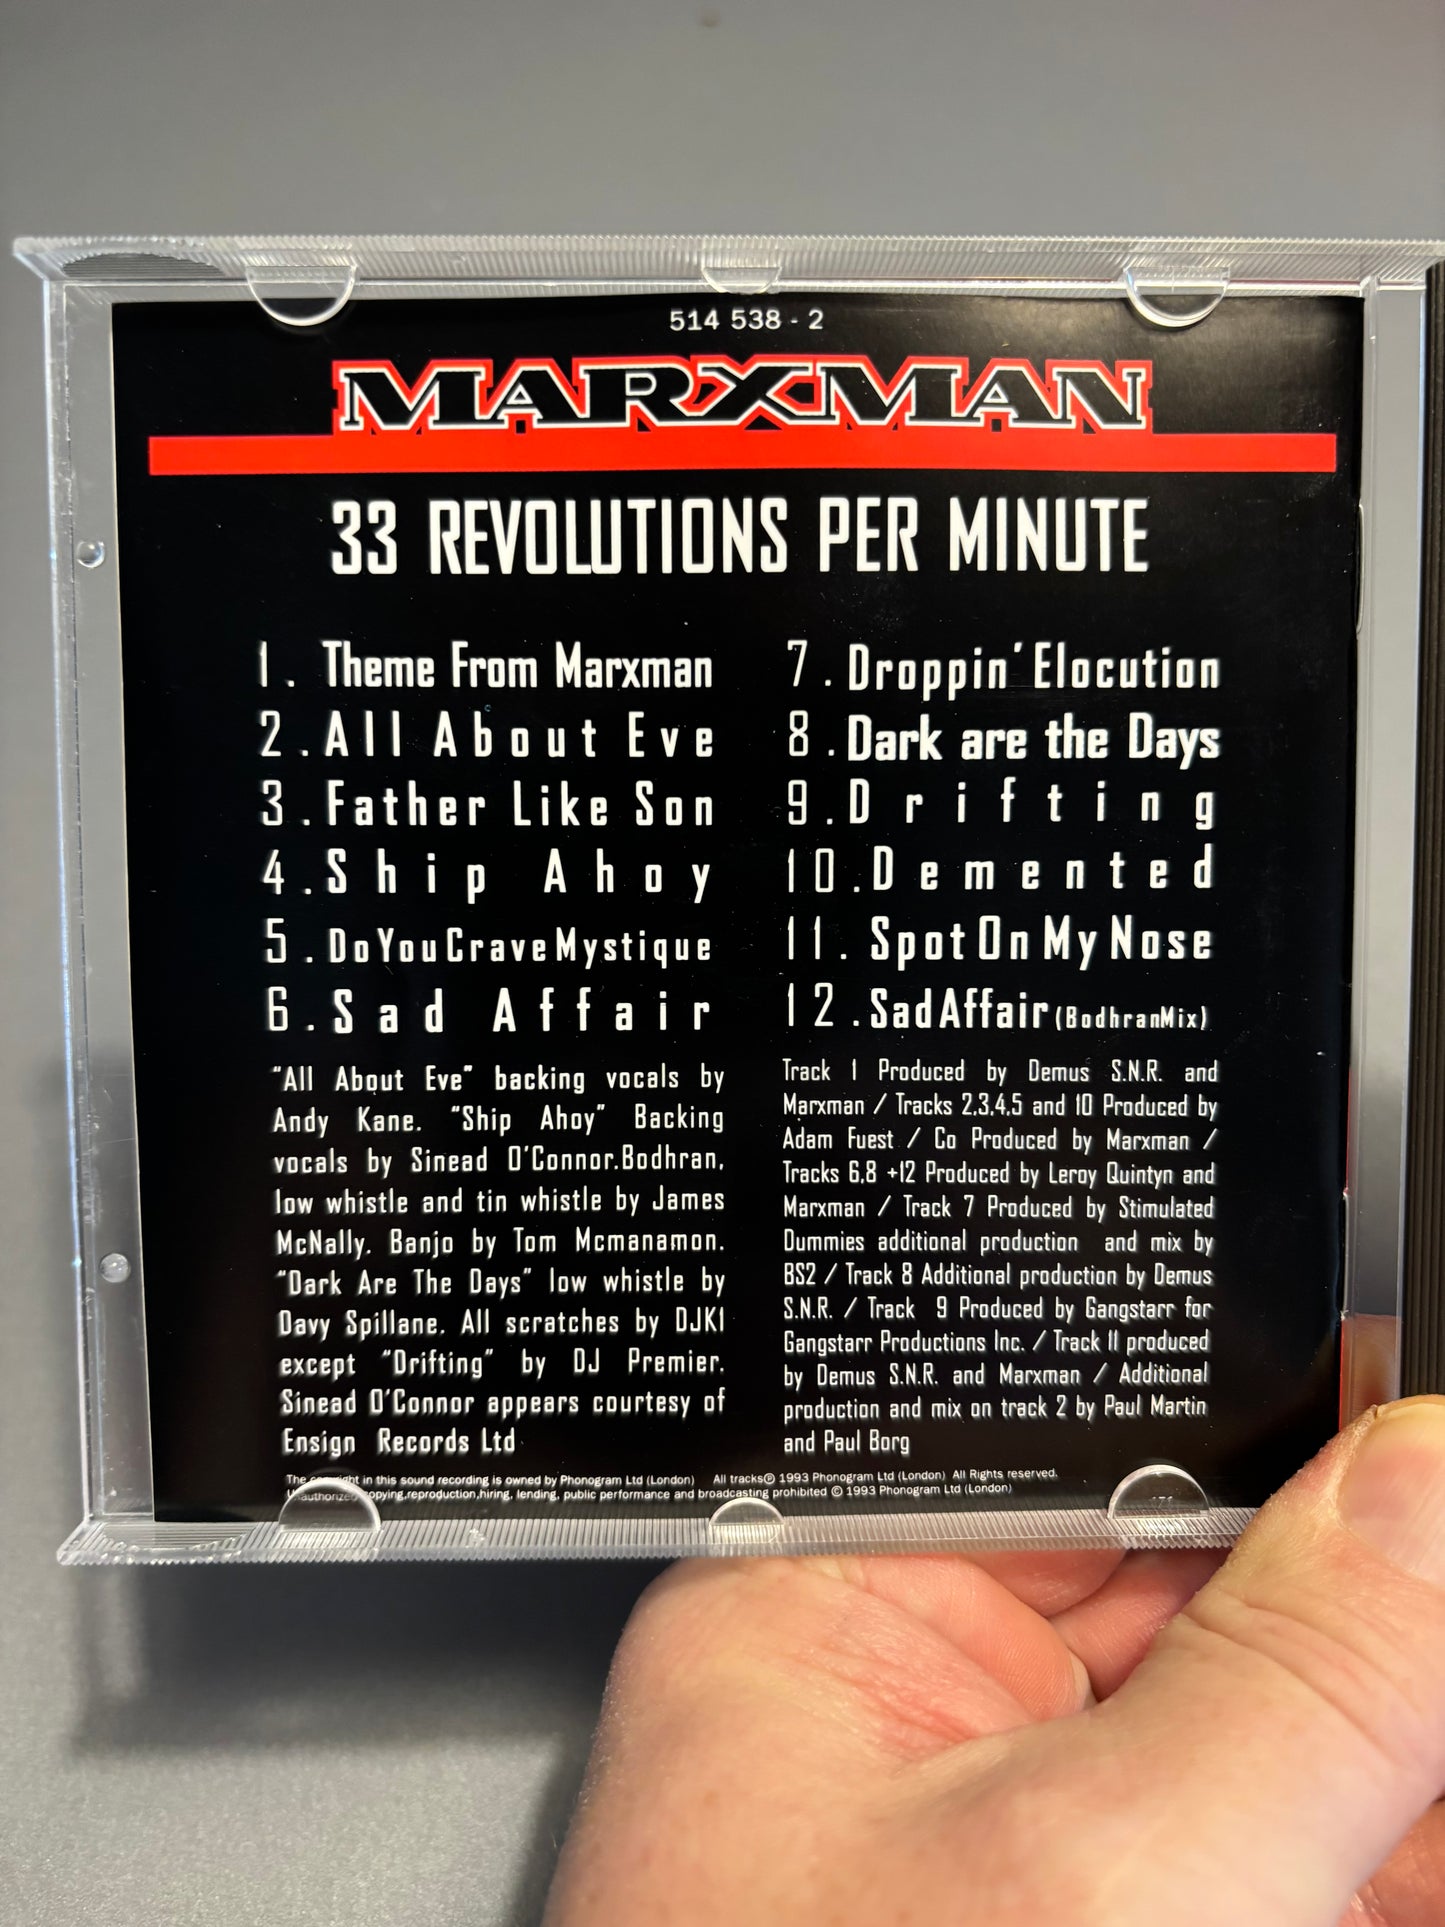 514 538 - 2
MARXMAN
33 REVOLUTIONS PER MINUTE
1. Theme From Marxman
2. All About Eve
3. Father Like Son
4. Ship Ahoy
5. Do You Crave Mystique
6. Sad Affair
7. Droppin' Elocution
8. Dark are the Days
9. Drifting
10. Demented
11. Spot On My Nose
12. Sad Affair (Bodhran Mix)
"All About Eve" backing vocals by
Andy Kane. "Ship Ahoy" Backing
vocals by Sinead O'Connor.Bodhran,
low whistle and tin whistle by James
McNally. Banjo by Tom Mcmanamon.
"Dark Are The Days" low whistle by
Davy Spillane. All scratches by DJK1
except "Drifting" by DJ Premier.
Sinead O'Connor appears courtesy of
Ensign Records Ltd
Track 1 Produced by Demus S.N.R. and
Marxman / Tracks 2,3,4,5 and 10 Produced by
Adam Fuest / Co Produced by Marxman /
Tracks 6,8 +12 Produced by Leroy Quintyn and
Marxman / Track 7 Produced by Stimulated
Dummies additional production and mix by
BS2 / Track 8 Additional production by Demus
S.N.R. / Track 9 Produced by Gangstarr for
Gangstarr Productions Inc. / Track 11 produced
by Demus S.N.R. and Marxman / Additional
production and mix on track 2 by Paul Martin
and Paul Borg
The copyright in this sound recording is owned by Phonogram Ltd (London) All tracks℗ 1993 Phonogram Ltd (London) All Rights reserved.
Unauthorized copying,reproduction,hiring, lending, public performance and broadcasting prohibited © 1993 Phonogram Ltd (London)